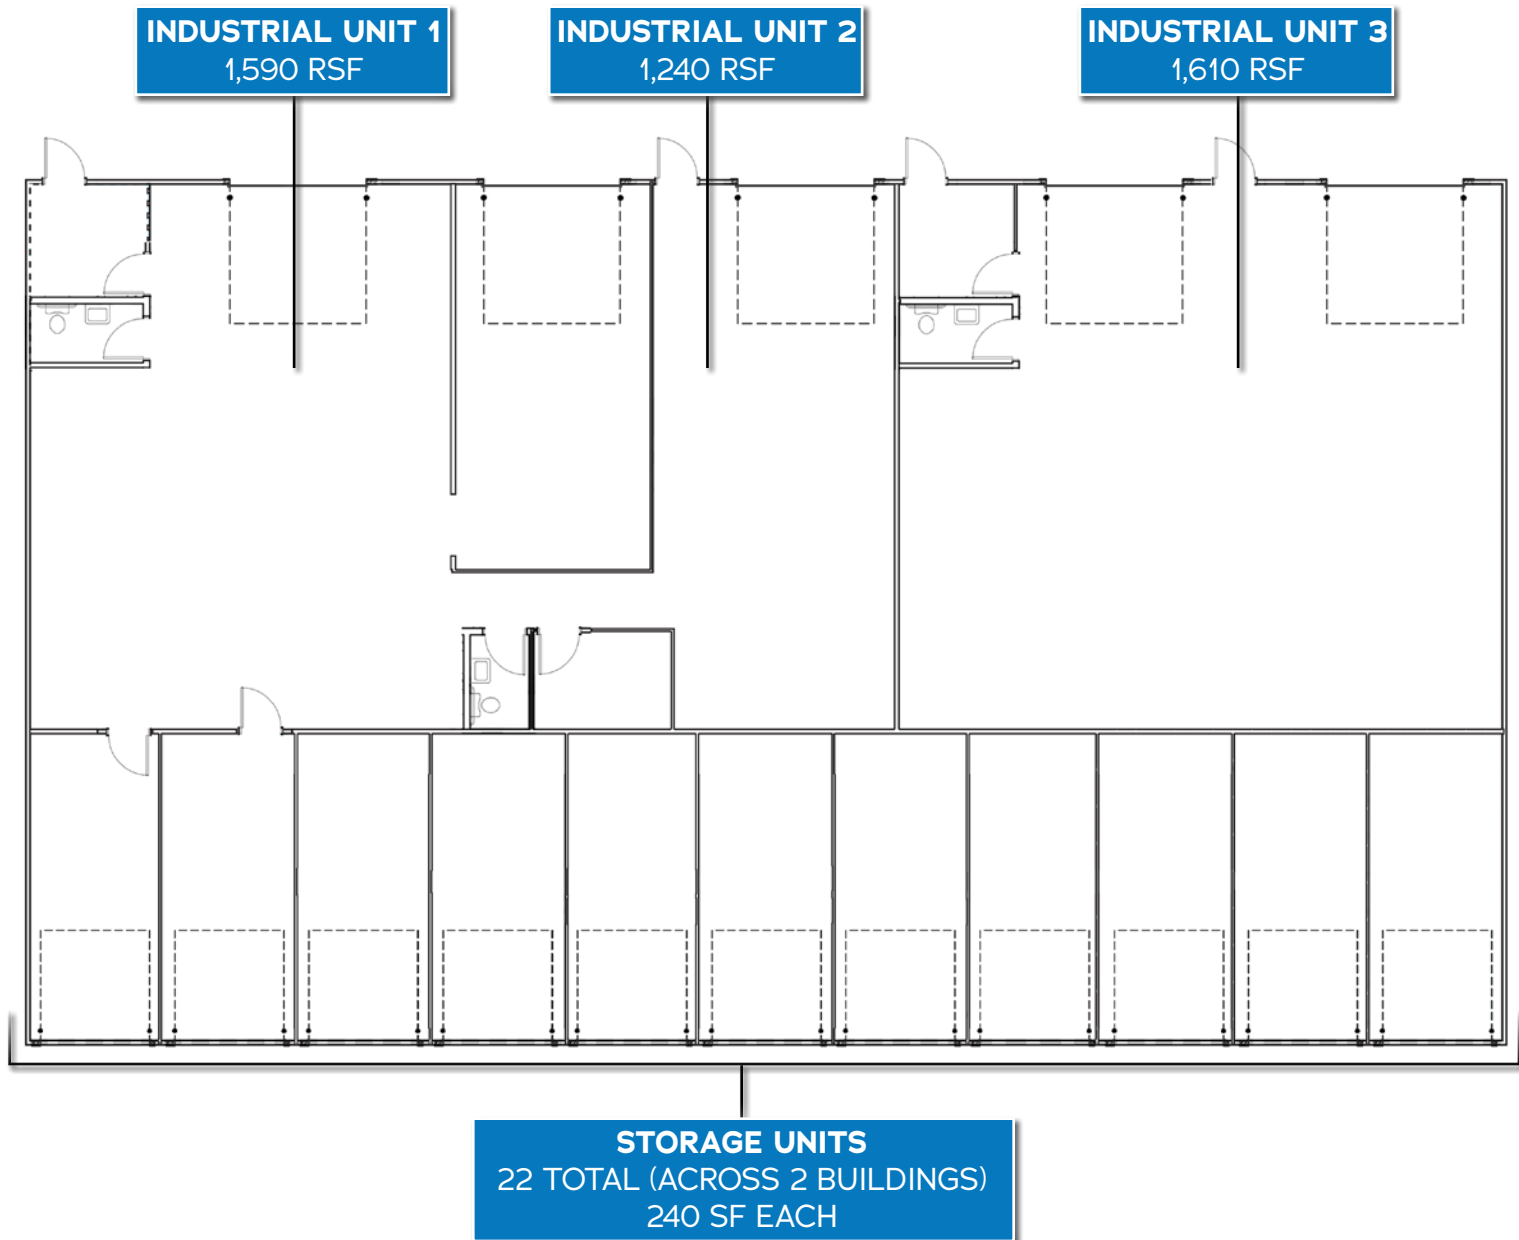 INDUSTRIAL UNIT 1
1,590 RSF
INDUSTRIAL UNIT 2
1,240 RSF
INDUSTRIAL UNIT 3
1,610 RSF
STORAGE UNITS
22 TOTAL (ACROSS 2 BUILDINGS)
240 SF EACH